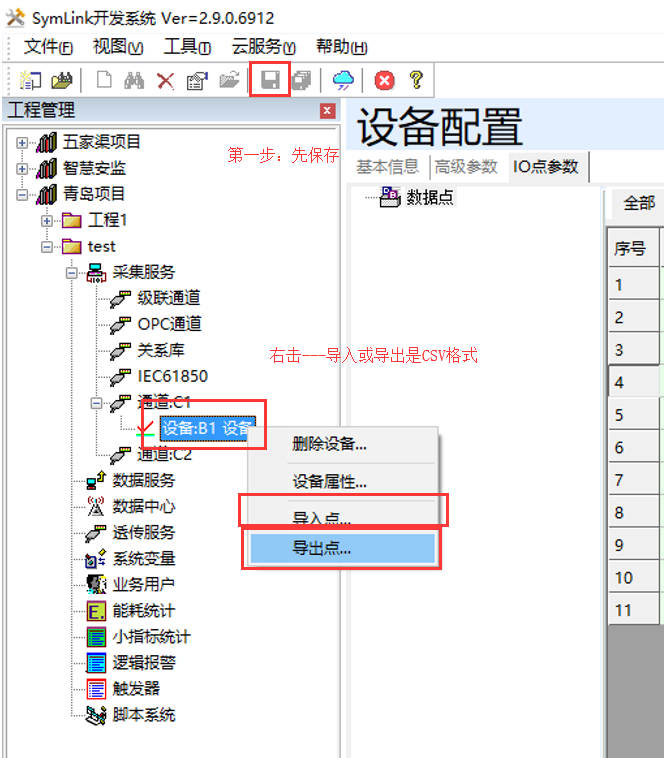 SymLink开发系统 Ver=2.9.0.6912
文件(F) 视图(V) 工具(T) 云服务(Y) 帮助(H)
工程管理
设备配置
五家渠项目
第一步：先保存
基本信息 高级参数 IO点参数
智慧安监
青岛项目
数据点
全部
工程1
test
序号
采集服务
1
级联通道
2
OPC通道
关系库
右击---导入或导出是CSV格式
3
IEC61850
4
通道:C1
5
设备:B1 设备
删除设备...
6
通道:C2
设备属性...
7
数据服务
数据中心
导入点...
8
透传服务
导出点...
9
系统变量
10
业务用户
11
能耗统计
E.
小指标统计
逻辑报警
触发器
脚本系统